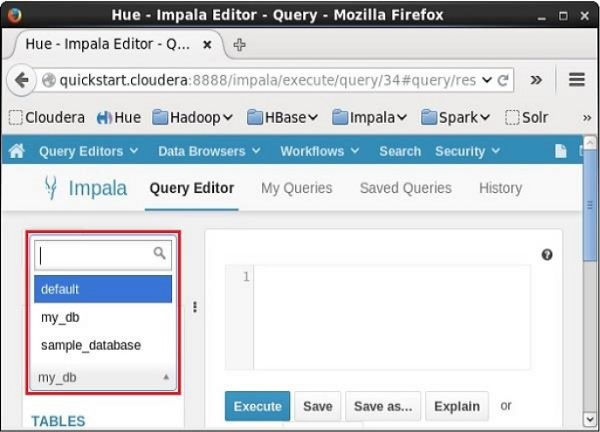 Hue - Impala Editor - Query - Mozilla Firefox
Hue - Impala Editor - Q...
quickstart.cloudera:8888/impala/execute/query/34#query/res
Cloudera Hue Hadoop HBase Impala Spark Solr »
Query Editors Data Browsers Workflows Search Security
Impala Query Editor My Queries Saved Queries History
default
my_db
sample_database
my_db
TABLES
1
Execute Save Save as... Explain or